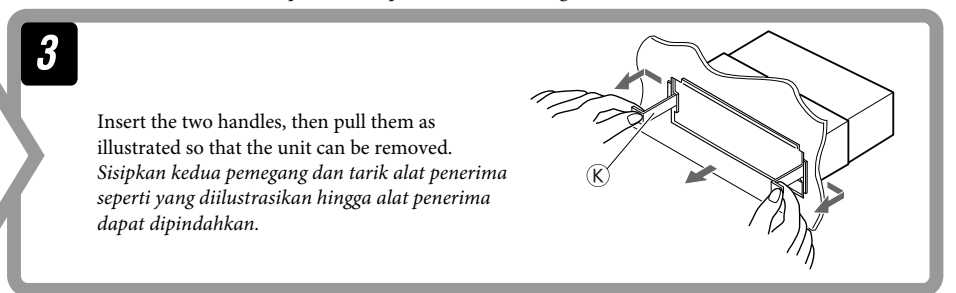 3
Insert the two handles, then pull them as
illustrated so that the unit can be removed.
Sisipkan kedua pemegang dan tarik alat penerima
seperti yang diilustrasikan hingga alat penerima
dapat dipindahkan.
Ⓚ